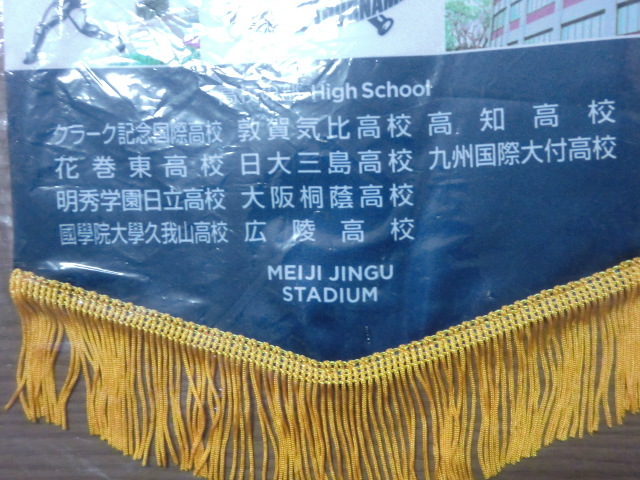 High School
クラーク記念国際高校 敦賀気比高校 高知高校
花巻東高校 日大三島高校 九州国際大付高校
明秀学園日立高校 大阪桐蔭高校
國學院大學久我山高校 広陵高校
MEIJI JINGU
STADIUM